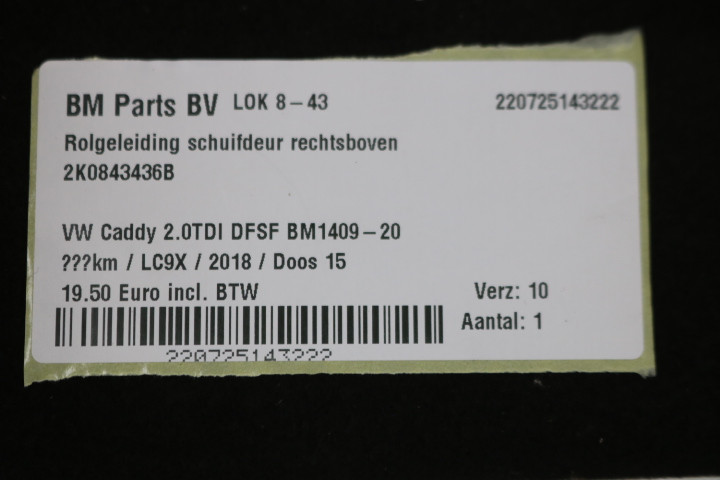 BM Parts BV LOK 8-43 220725143222
Rolgeleiding schuifdeur rechtsboven
2K0843436B
VW Caddy 2.0TDI DFSF BM1409-20
???km / LC9X / 2018 / Doos 15
19.50 Euro incl. BTW Verz: 10
Aantal: 1
220725143222